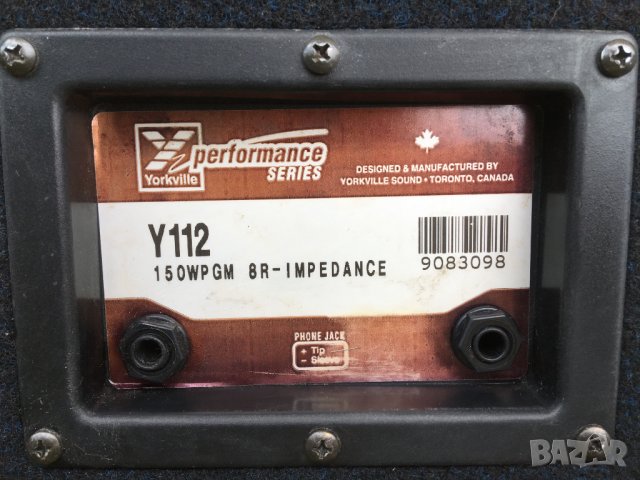 Yorkville
performance
SERIES
DESIGNED & MANUFACTURED BY
YORKVILLE SOUND • TORONTO, CANADA
Y112
150WPGM 8R-IMPEDANCE
9083098
PHONE JACK
+ Tip
- Sleeve
BAZAR